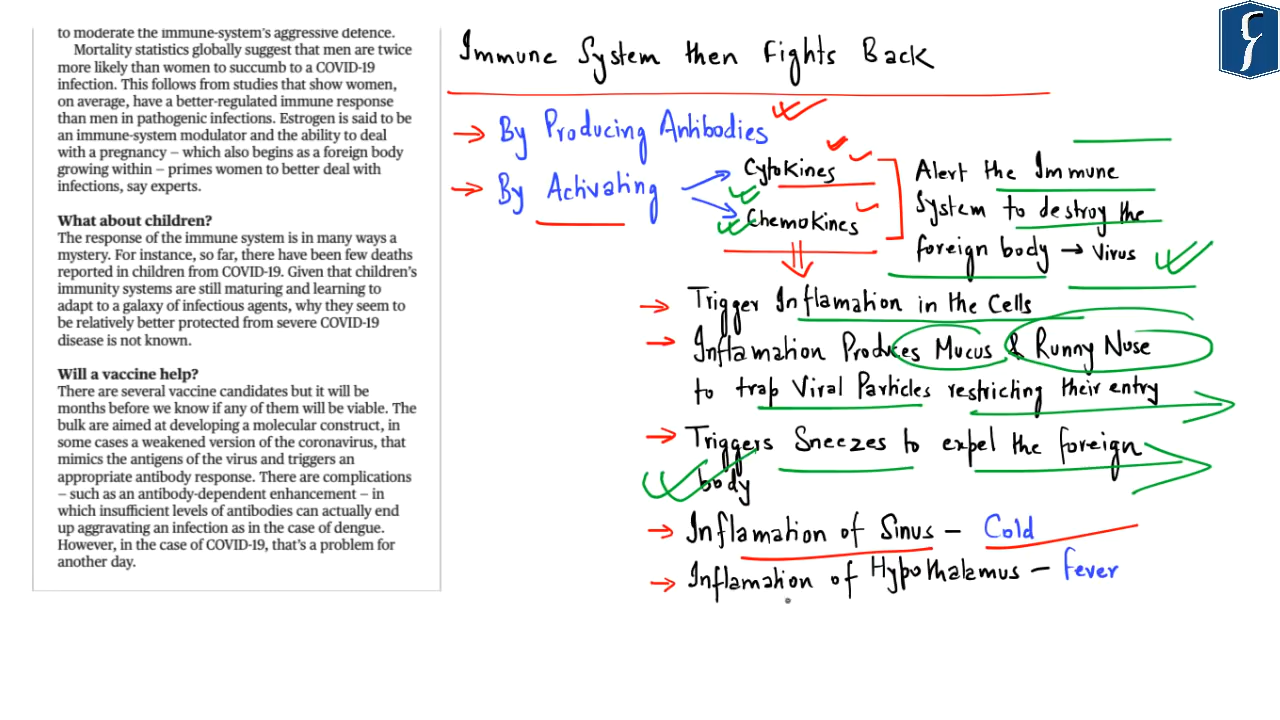 to moderate the immune-system's aggressive defence.
Mortality statistics globally suggest that men are twice
more likely than women to succumb to a COVID-19
infection. This follows from studies that show women,
on average, have a better-regulated immune response
than men in pathogenic infections. Estrogen is said to be
an immune-system modulator and the ability to deal
with a pregnancy – which also begins as a foreign body
growing within – primes women to better deal with
infections, say experts.
What about children?
The response of the immune system is in many ways a
mystery. For instance, so far, there have been few deaths
reported in children from COVID-19. Given that children's
immunity systems are still maturing and learning to
adapt to a galaxy of infectious agents, why they seem to
be relatively better protected from severe COVID-19
disease is not known.
Will a vaccine help?
There are several vaccine candidates but it will be
months before we know if any of them will be viable. The
bulk are aimed at developing a molecular construct, in
some cases a weakened version of the coronavirus, that
mimics the antigens of the virus and triggers an
appropriate antibody response. There are complications
– such as an antibody-dependent enhancement – in
which insufficient levels of antibodies can actually end
up aggravating an infection as in the case of dengue.
However, in the case of COVID-19, that's a problem for
another day.
Immune System then Fights Back
By Producing Antibodies
By Activating
Cytokines
Chemokines
Alert the Immune
System to destroy the
foreign body → Virus
Trigger Inflamation in the Cells
Inflamation Produces Mucus & Runny Nose
to trap Viral Particles restricting their entry
Triggers Sneezes to expel the foreign
body
Inflamation of Sinus – Cold
Inflamation of Hypothalamus – Fever